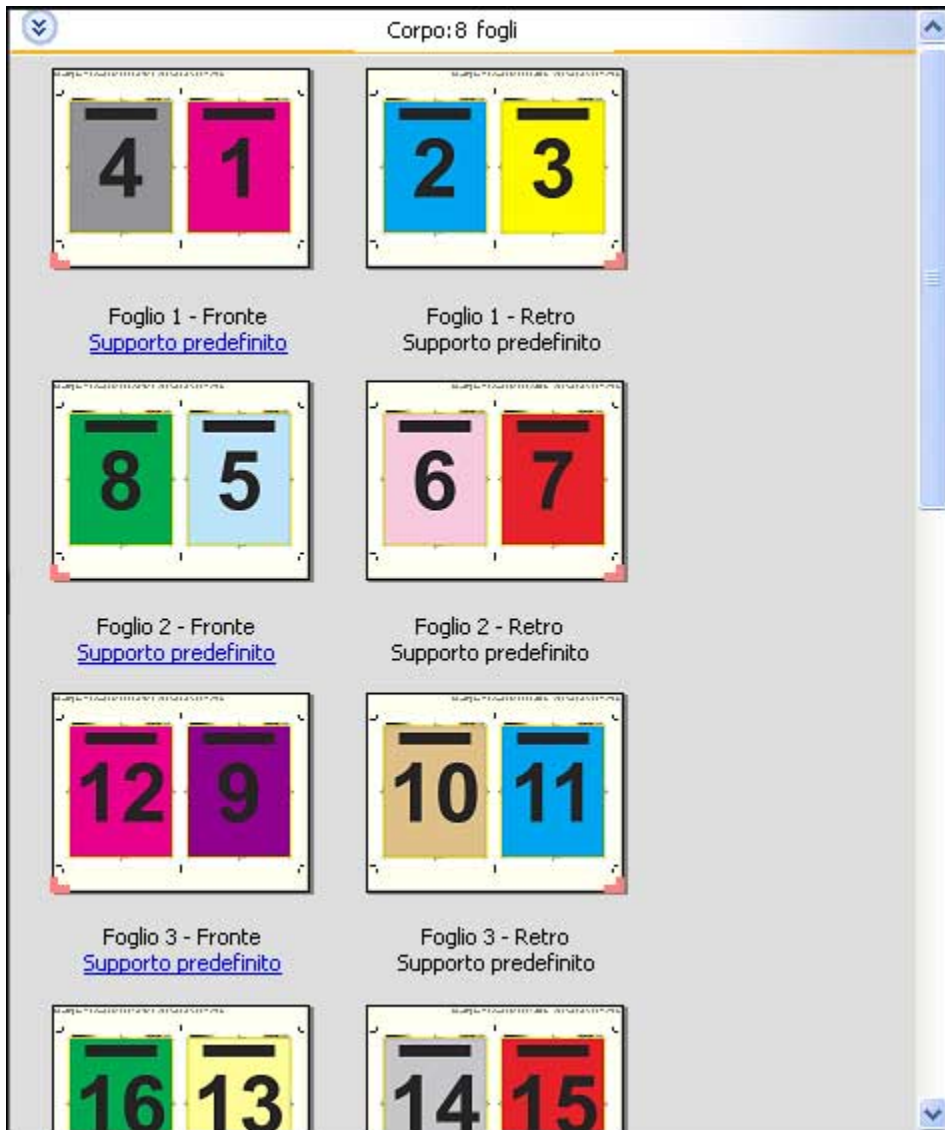 Corpo: 8 fogli
4 1 2 3
Foglio 1 - Fronte
Supporto predefinito
Foglio 1 - Retro
Supporto predefinito
8 5 6 7
Foglio 2 - Fronte
Supporto predefinito
Foglio 2 - Retro
Supporto predefinito
12 9 10 11
Foglio 3 - Fronte
Supporto predefinito
Foglio 3 - Retro
Supporto predefinito
16 13 14 15